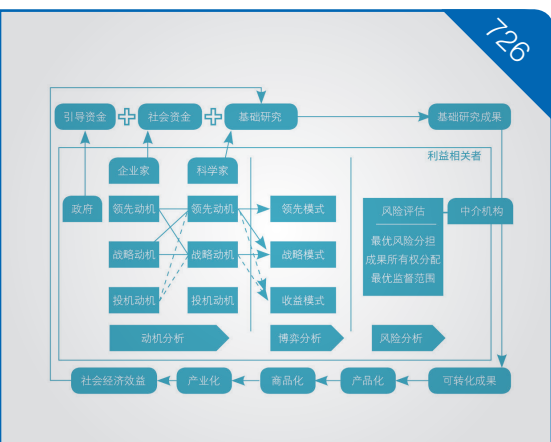 726
引导资金
社会资金
基础研究
基础研究成果
利益相关者
企业家
科学家
政府
领先动机
领先动机
领先模式
风险评估
中介机构
战略动机
战略动机
战略模式
最优风险分担
成果所有权分配
最优监督范围
投机动机
投机动机
收益模式
动机分析
博弈分析
风险分析
社会经济效益
产业化
商品化
产品化
可转化成果